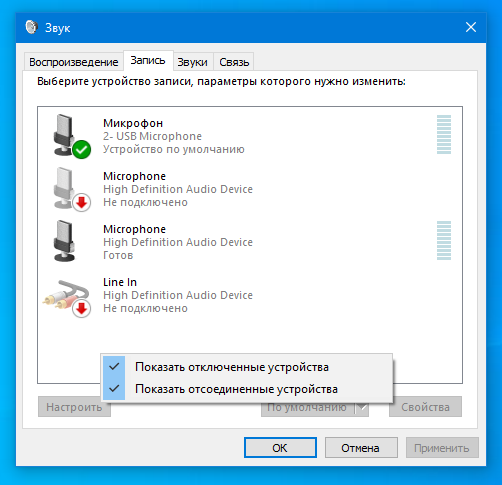 Звук
Воспроизведение Запись Звуки Связь
Выберите устройство записи, параметры которого нужно изменить:
Микрофон
2- USB Microphone
Устройство по умолчанию
Microphone
High Definition Audio Device
Не подключено
Microphone
High Definition Audio Device
Готов
Line In
High Definition Audio Device
Не подключено
Показать отключенные устройства
Показать отсоединенные устройства
Настроить По умолчанию Свойства
ОК Отмена Применить